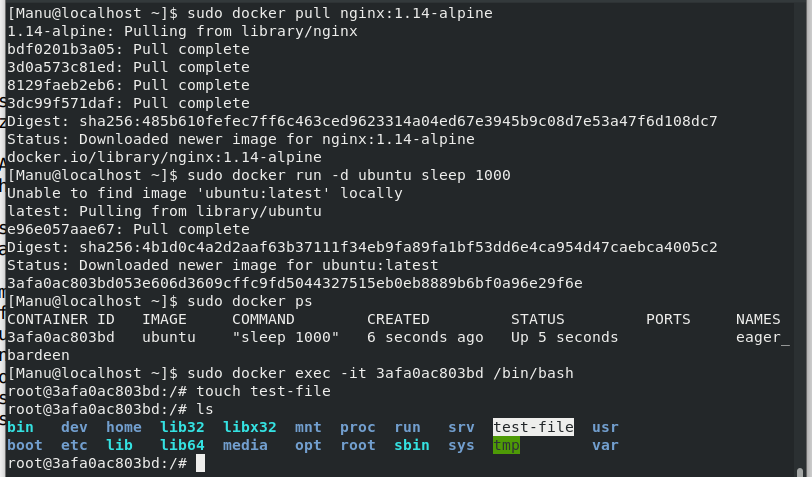 [Manu@localhost ~]$ sudo docker pull nginx:1.14-alpine
1.14-alpine: Pulling from library/nginx
bdf0201b3a05: Pull complete
3d0a573c81ed: Pull complete
8129faeb2eb6: Pull complete
3dc99f571daf: Pull complete
Digest: sha256:485b610fefec7ff6c463ced9623314a04ed67e3945b9c08d7e53a47f6d108dc7
Status: Downloaded newer image for nginx:1.14-alpine
docker.io/library/nginx:1.14-alpine
[Manu@localhost ~]$ sudo docker run -d ubuntu sleep 1000
Unable to find image 'ubuntu:latest' locally
latest: Pulling from library/ubuntu
e96e057aae67: Pull complete
Digest: sha256:4b1d0c4a2d2aaf63b37111f34eb9fa89fa1bf53dd6e4ca954d47caebca4005c2
Status: Downloaded newer image for ubuntu:latest
3afa0ac803bd053e606d3609cffc9fd5044327515eb0eb8889b6bf0a96e29f6e
[Manu@localhost ~]$ sudo docker ps
CONTAINER ID   IMAGE     COMMAND        CREATED         STATUS         PORTS     NAMES
3afa0ac803bd   ubuntu    "sleep 1000"   6 seconds ago   Up 5 seconds             eager_
bardeen
[Manu@localhost ~]$ sudo docker exec -it 3afa0ac803bd /bin/bash
root@3afa0ac803bd:/# touch test-file
root@3afa0ac803bd:/# ls
bin   dev  home  lib32  libx32  mnt  proc  run   srv  test-file  usr
boot  etc  lib   lib64  media   opt  root  sbin  sys  tmp        var
root@3afa0ac803bd:/#